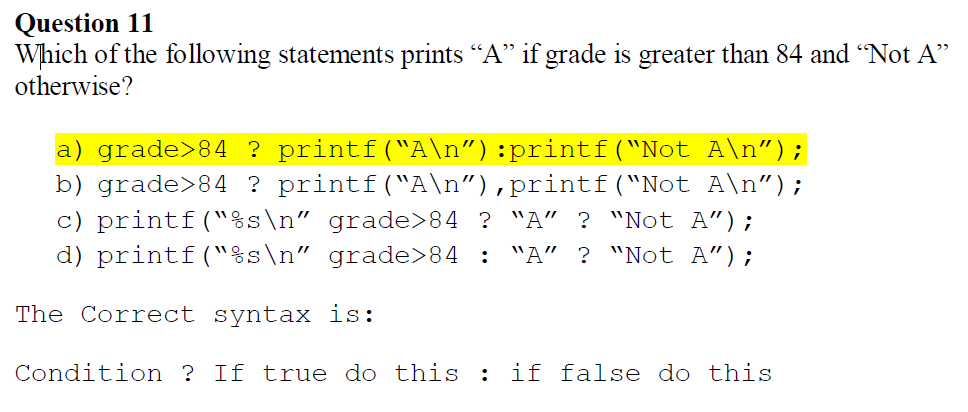 Question 11
Which of the following statements prints “A” if grade is greater than 84 and “Not A”
otherwise?
a) grade>84 ? printf(“A\n”):printf(“Not A\n”);
b) grade>84 ? printf(“A\n”),printf(“Not A\n”);
c) printf(“%s\n” grade>84 ? “A” ? “Not A”);
d) printf(“%s\n” grade>84 : “A” ? “Not A”);
The Correct syntax is:
Condition ? If true do this : if false do this